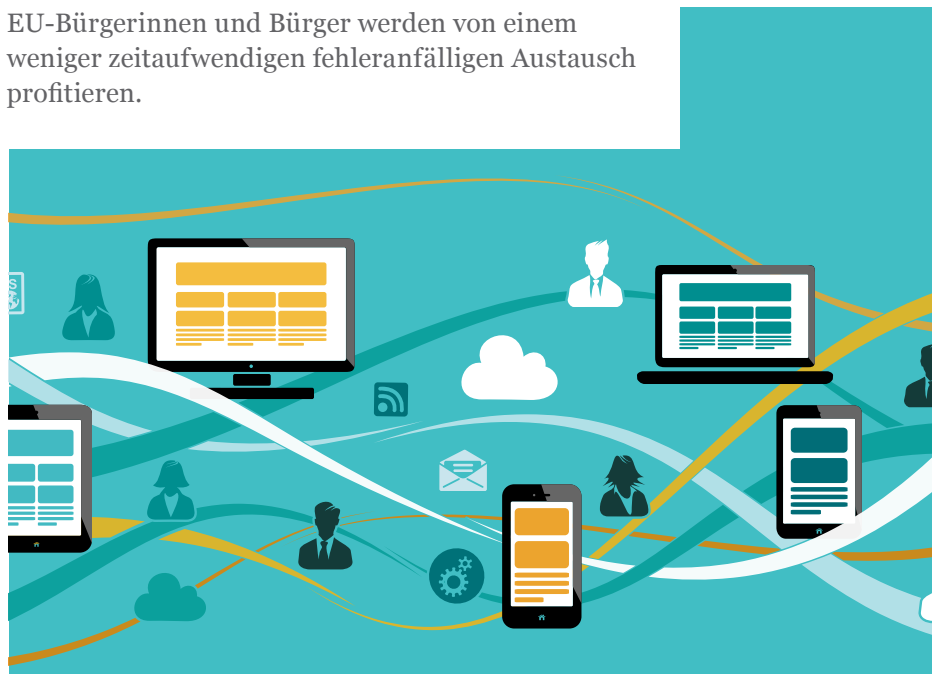 EU-Bürgerinnen und Bürger werden von einem
weniger zeitaufwendigen fehleranfälligen Austausch
profitieren.